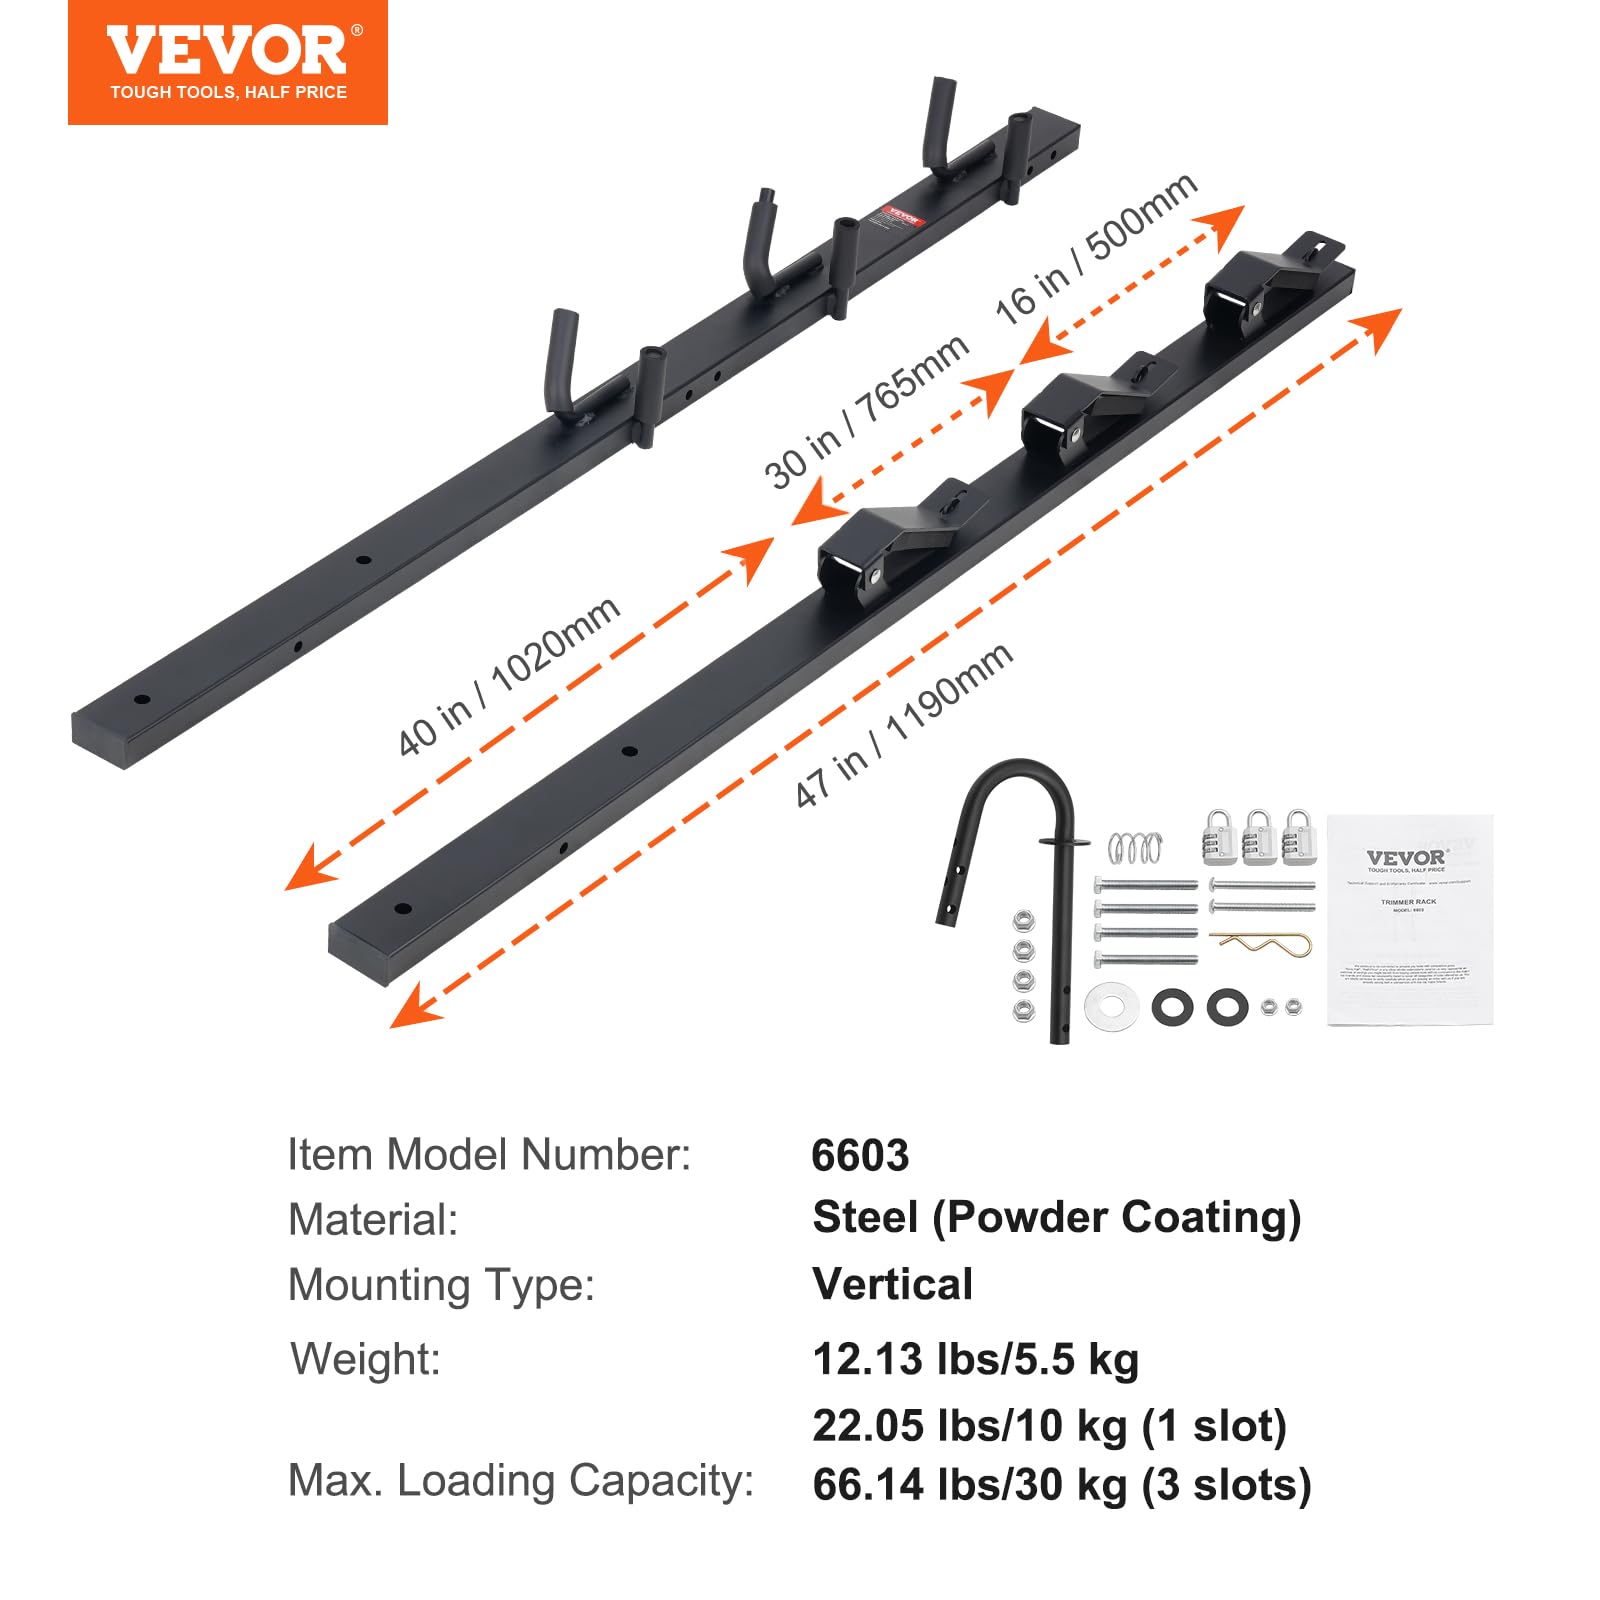 VEVOR®
TOUGH TOOLS, HALF PRICE
VEVOR
16 in / 500mm
30 in / 765mm
40 in / 1020mm
47 in / 1190mm
VEVOR®
TOUGH TOOLS, HALF PRICE
TRIMMER RACK
MODEL: 6603
Item Model Number: 6603
Material: Steel (Powder Coating)
Mounting Type: Vertical
Weight: 12.13 lbs/5.5 kg
22.05 lbs/10 kg (1 slot)
Max. Loading Capacity: 66.14 lbs/30 kg (3 slots)